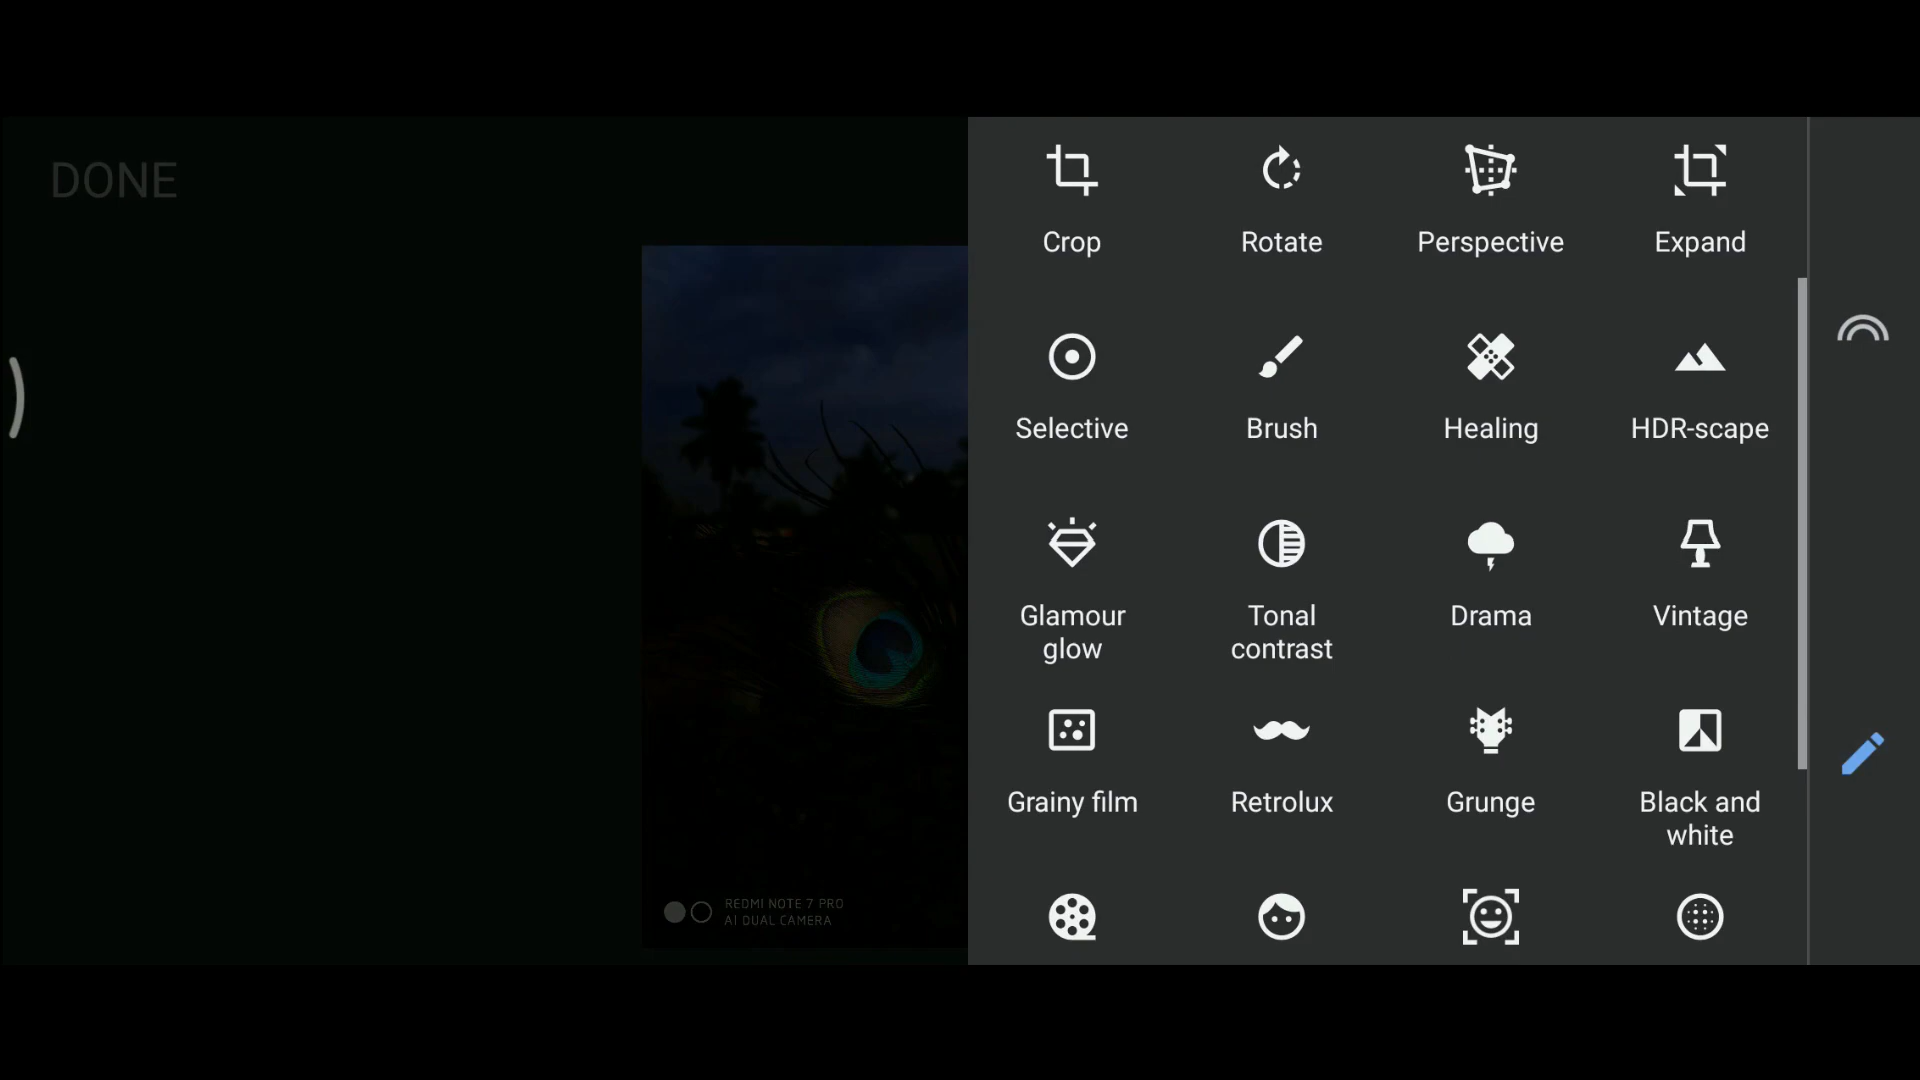 DONE
Crop
Rotate
Perspective
Expand
Selective
Brush
Healing
HDR-scape
Glamour
glow
Tonal
contrast
Drama
Vintage
Grainy film
Retrolux
Grunge
Black and
white
REDMI NOTE 7 PRO
AI DUAL CAMERA